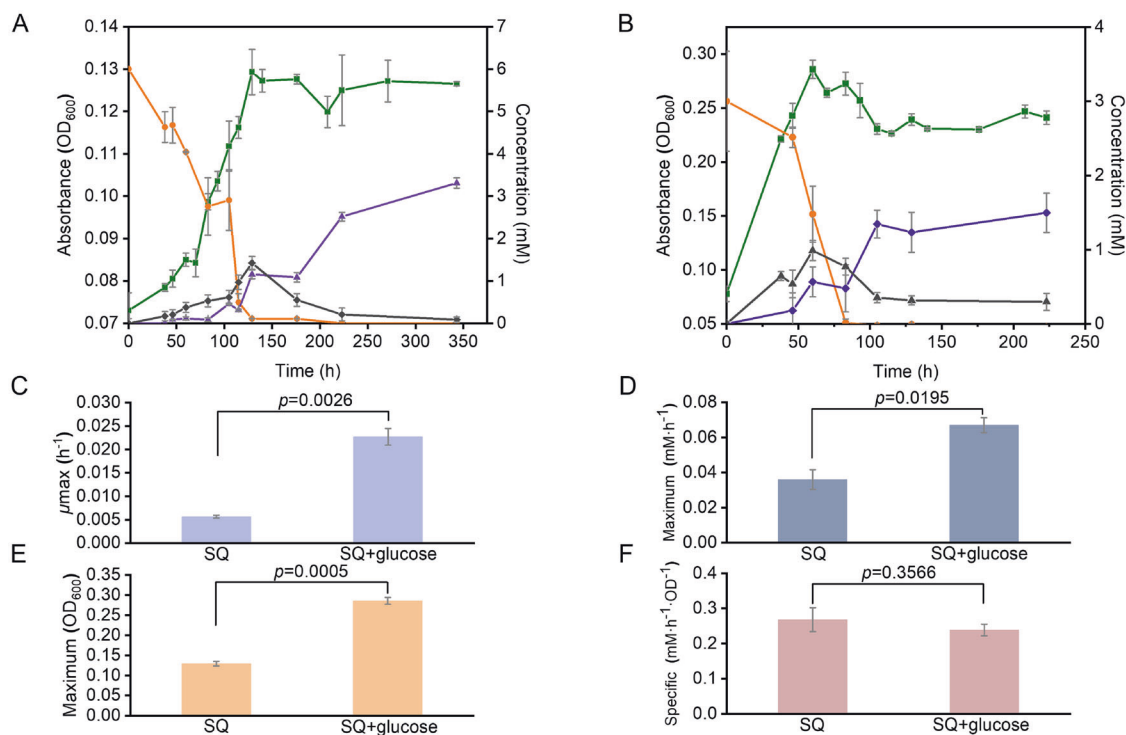 A
0.14
0.13
0.12
0.11
0.10
0.09
0.08
0.07
Absorbance (OD600)
7
6
5
4
3
2
1
0
Concentration (mM)
0 50 100 150 200 250 300 350
Time (h)
B
0.30
0.25
0.20
0.15
0.10
0.05
Absorbance (OD600)
4
3
2
1
0
Concentration (mM)
0 50 100 150 200 250
Time (h)
C
0.030
0.025
0.020
0.015
0.010
0.005
0.000
μmax (h-1)
p=0.0026
SQ SQ+glucose
D
0.08
0.06
0.04
0.02
0.00
Maximum (mM·h-1)
p=0.0195
SQ SQ+glucose
E
0.35
0.30
0.25
0.20
0.15
0.10
0.05
0.00
Maximum (OD600)
p=0.0005
SQ SQ+glucose
F
0.4
0.3
0.2
0.1
0.0
Specific (mM·h-1·OD-1)
p=0.3566
SQ SQ+glucose